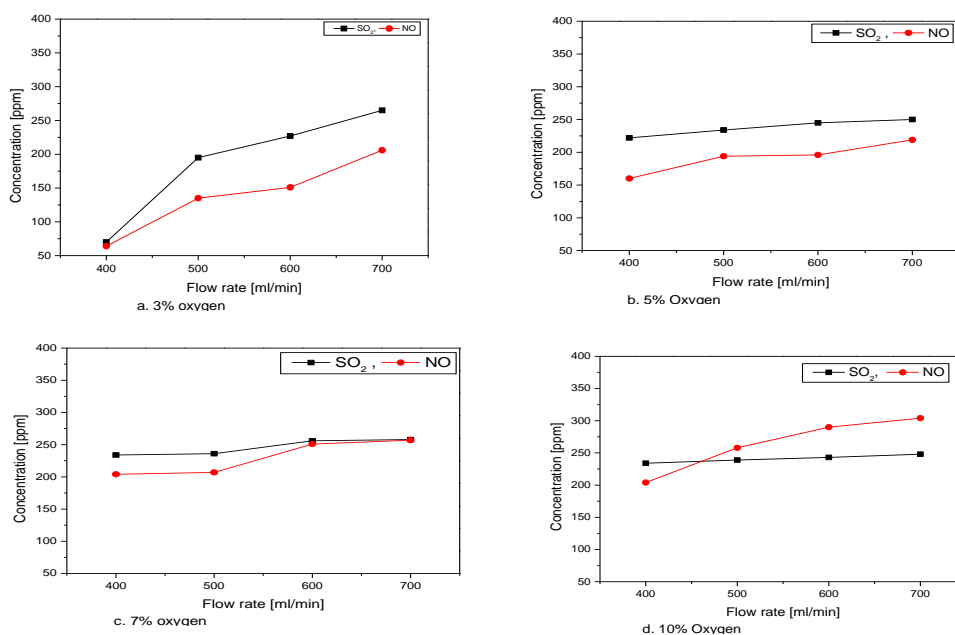 400
350
300
250
200
150
100
50
Concentration [ppm]
SO2, NO
400 500 600 700
Flow rate [ml/min]
a. 3% oxygen
400
350
300
250
200
150
100
50
Concentration [ppm]
SO2 , NO
400 500 600 700
Flow rate [ml/min]
b. 5% Oxygen
400
350
300
250
200
150
100
50
Concentration [ppm]
SO2 , NO
400 500 600 700
Flow rate [ml/min]
c. 7% oxygen
400
350
300
250
200
150
100
50
Concentration [ppm]
SO2, NO
400 500 600 700
Flow rate [ml/min]
d. 10% Oxygen